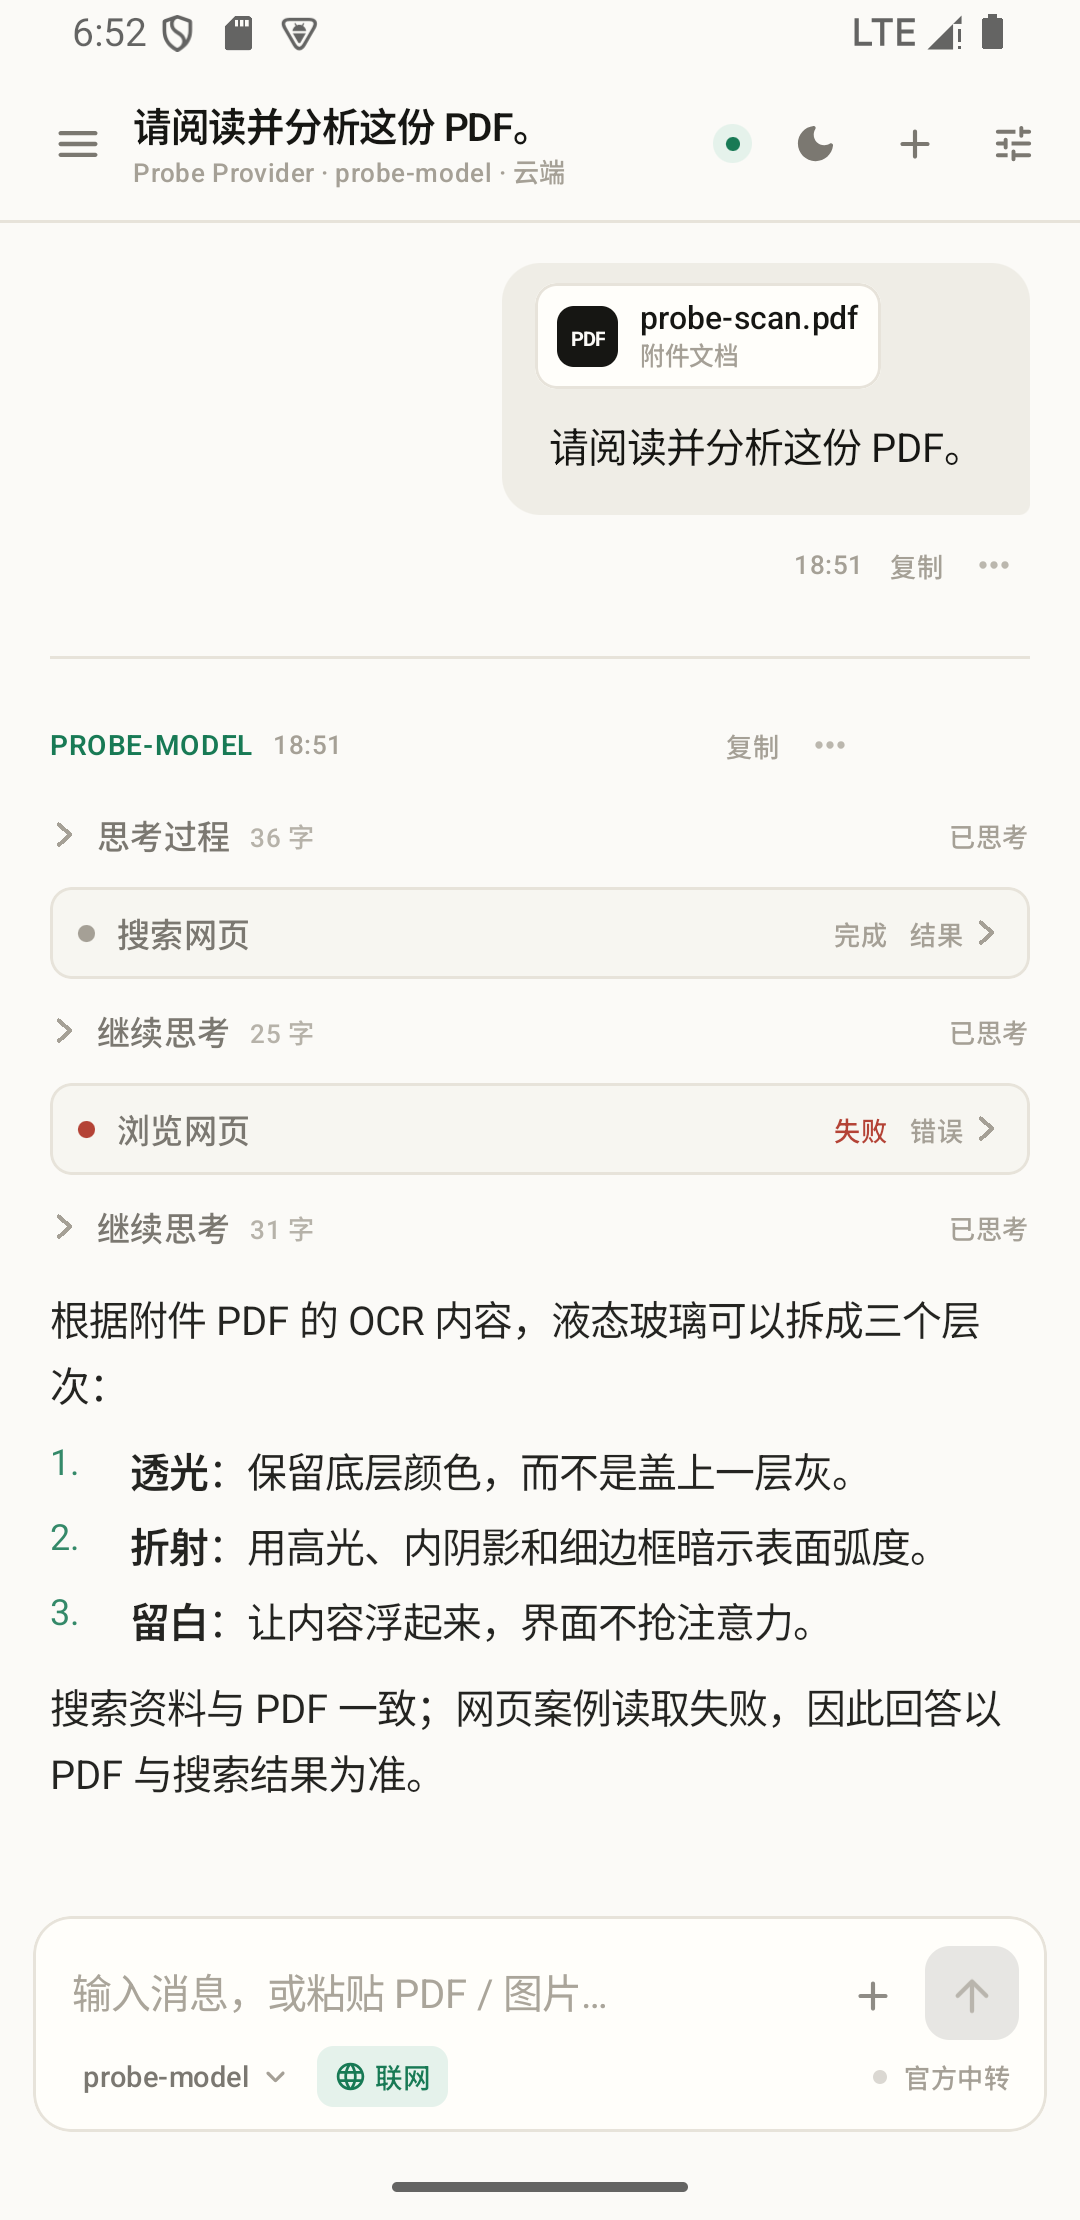 6:52
LTE
请阅读并分析这份 PDF。
Probe Provider · probe-model · 云端
PDF
probe-scan.pdf
附件文档
请阅读并分析这份 PDF。
18:51 复制 •••
PROBE-MODEL 18:51 复制 •••
思考过程 36 字 已思考
搜索网页 完成 结果
继续思考 25 字 已思考
浏览网页 失败 错误
继续思考 31 字 已思考
根据附件 PDF 的 OCR 内容，液态玻璃可以拆成三个层
次：
1. 透光：保留底层颜色，而不是盖上一层灰。
2. 折射：用高光、内阴影和细边框暗示表面弧度。
3. 留白：让内容浮起来，界面不抢注意力。
搜索资料与 PDF 一致；网页案例读取失败，因此回答以
PDF 与搜索结果为准。
输入消息，或粘贴 PDF / 图片...
probe-model 联网 官方中转